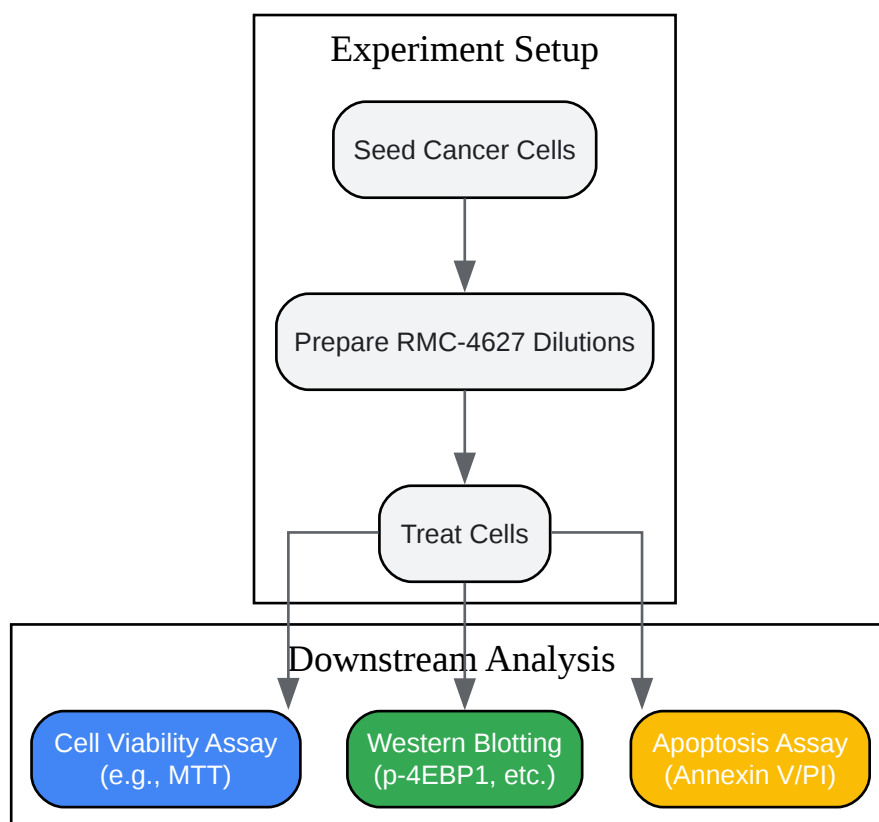 Experiment Setup
Seed Cancer Cells
Prepare RMC-4627 Dilutions
Treat Cells
Downstream Analysis
Cell Viability Assay
(e.g., MTT)
Western Blotting
(p-4EBP1, etc.)
Apoptosis Assay
(Annexin V/PI)